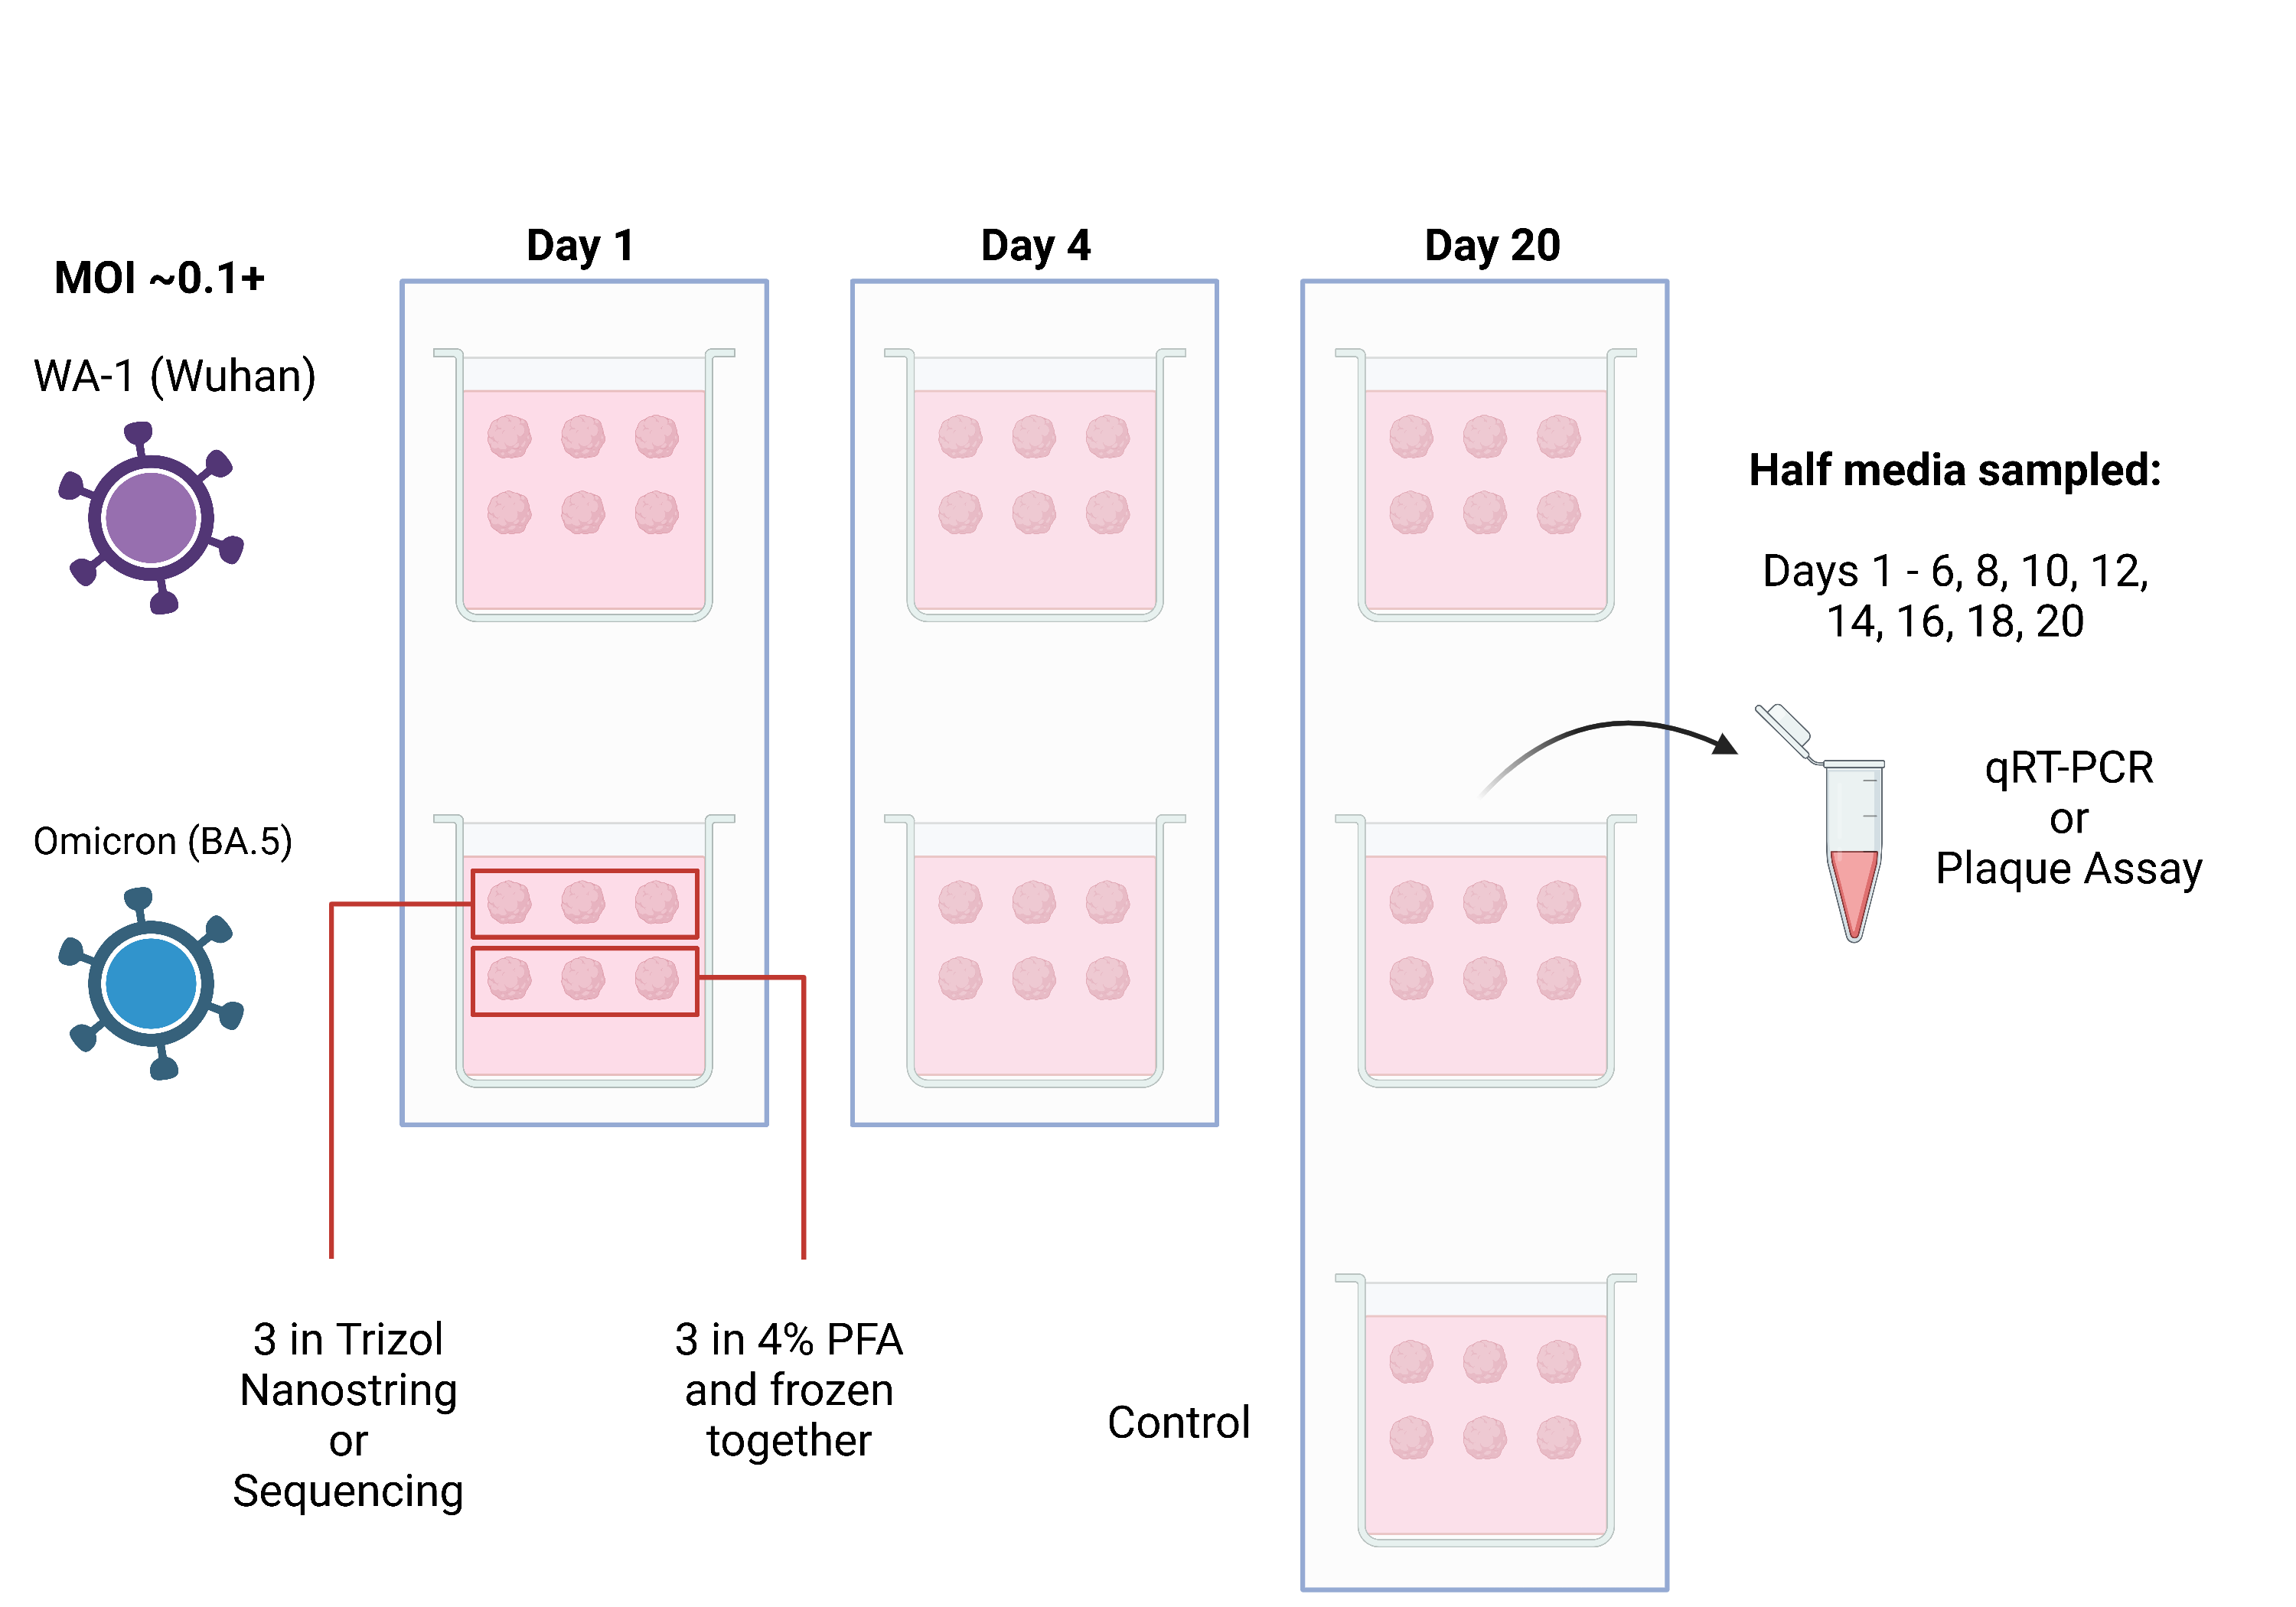 Day 1
Day 4
Day 20
MOI ~0.1+
WA-1 (Wuhan)
Half media sampled:
Days 1 - 6, 8, 10, 12,
14, 16, 18, 20
qRT-PCR
or
Plaque Assay
Omicron (BA.5)
3 in Trizol
Nanostring
or
Sequencing
3 in 4% PFA
and frozen
together
Control